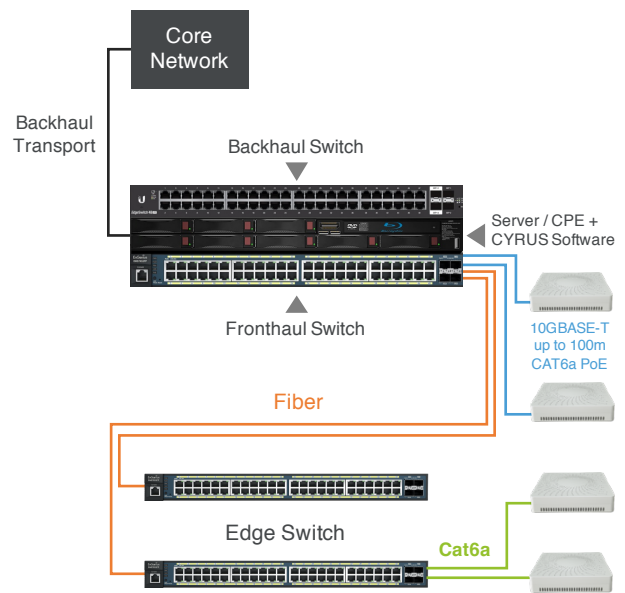 Core
Network
Backhaul
Transport
Backhaul Switch
Server / CPE +
CYRUS Software
Fronthaul Switch
10GBASE-T
up to 100m
CAT6a PoE
Fiber
Edge Switch
Cat6a